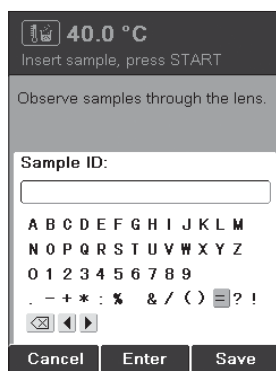 40.0 °C
Insert sample, press START
Observe samples through the lens.
Sample ID:
A B C D E F G H I J K L M
N O P Q R S T U V W X Y Z
0 1 2 3 4 5 6 7 8 9
. - + * : % & / ( ) = ? !
Cancel Enter Save